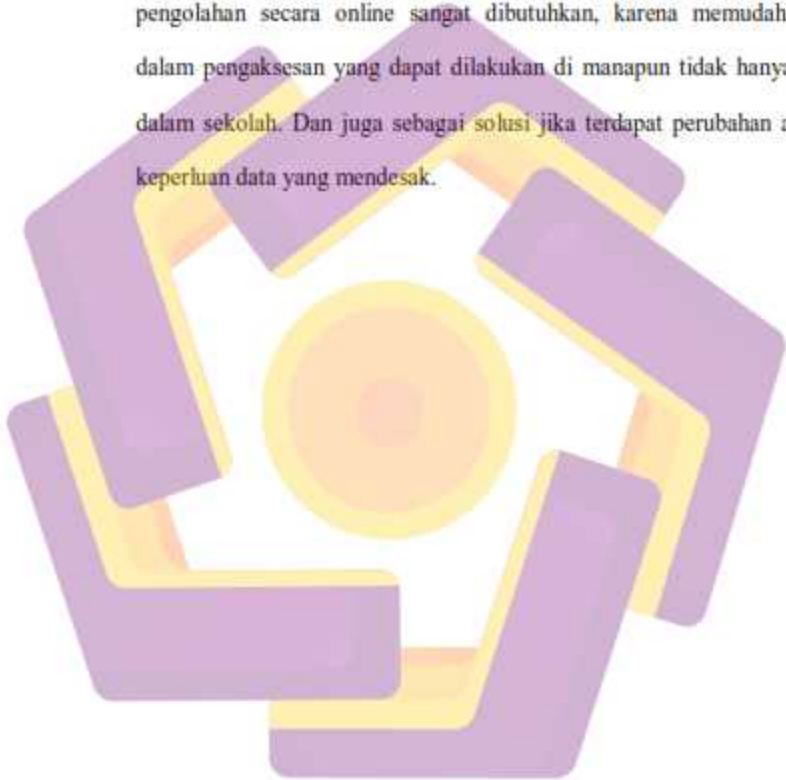 pengolahan secara online sangat dibutuhkan, karena memudah
dalam pengaksesan yang dapat dilakukan di manapun tidak hanya
dalam sekolah. Dan juga sebagai solusi jika terdapat perubahan a
keperluan data yang mendesak.